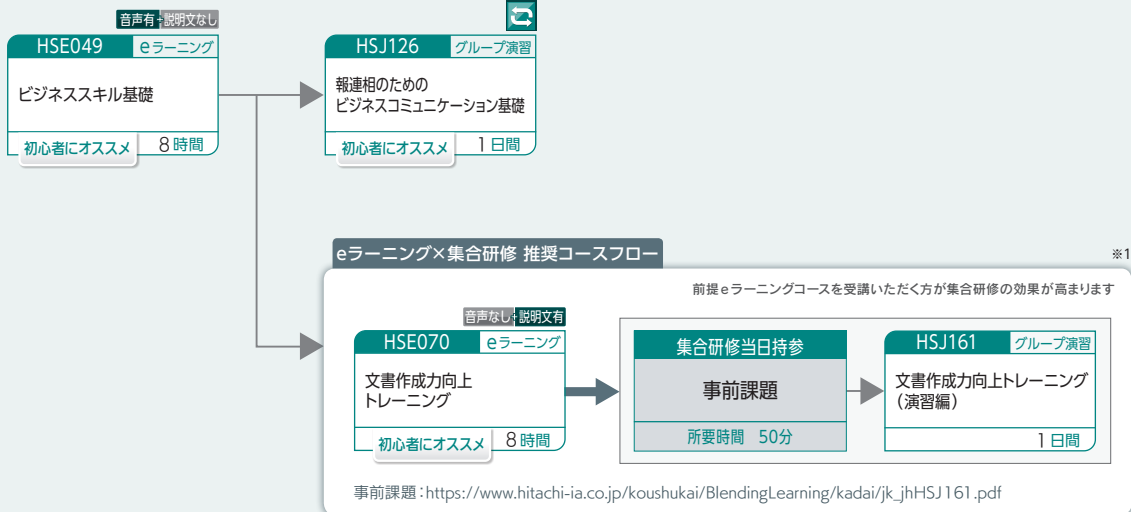 音声有 説明文なし
HSE049 eラーニング
ビジネススキル基礎
初心者にオススメ 8時間
HSJ126 グループ演習
報連相のための
ビジネスコミュニケーション基礎
初心者にオススメ 1日間
eラーニング×集合研修 推奨コースフロー
※1
前提eラーニングコースを受講いただく方が集合研修の効果が高まります
音声なし 説明文有
HSE070 eラーニング
文書作成力向上
トレーニング
初心者にオススメ 8時間
集合研修当日持参
事前課題
所要時間 50分
HSJ161 グループ演習
文書作成力向上トレーニング
（演習編）
1日間
事前課題：https://www.hitachi-ia.co.jp/koushukai/BlendingLearning/kadai/jk_jhHSJ161.pdf